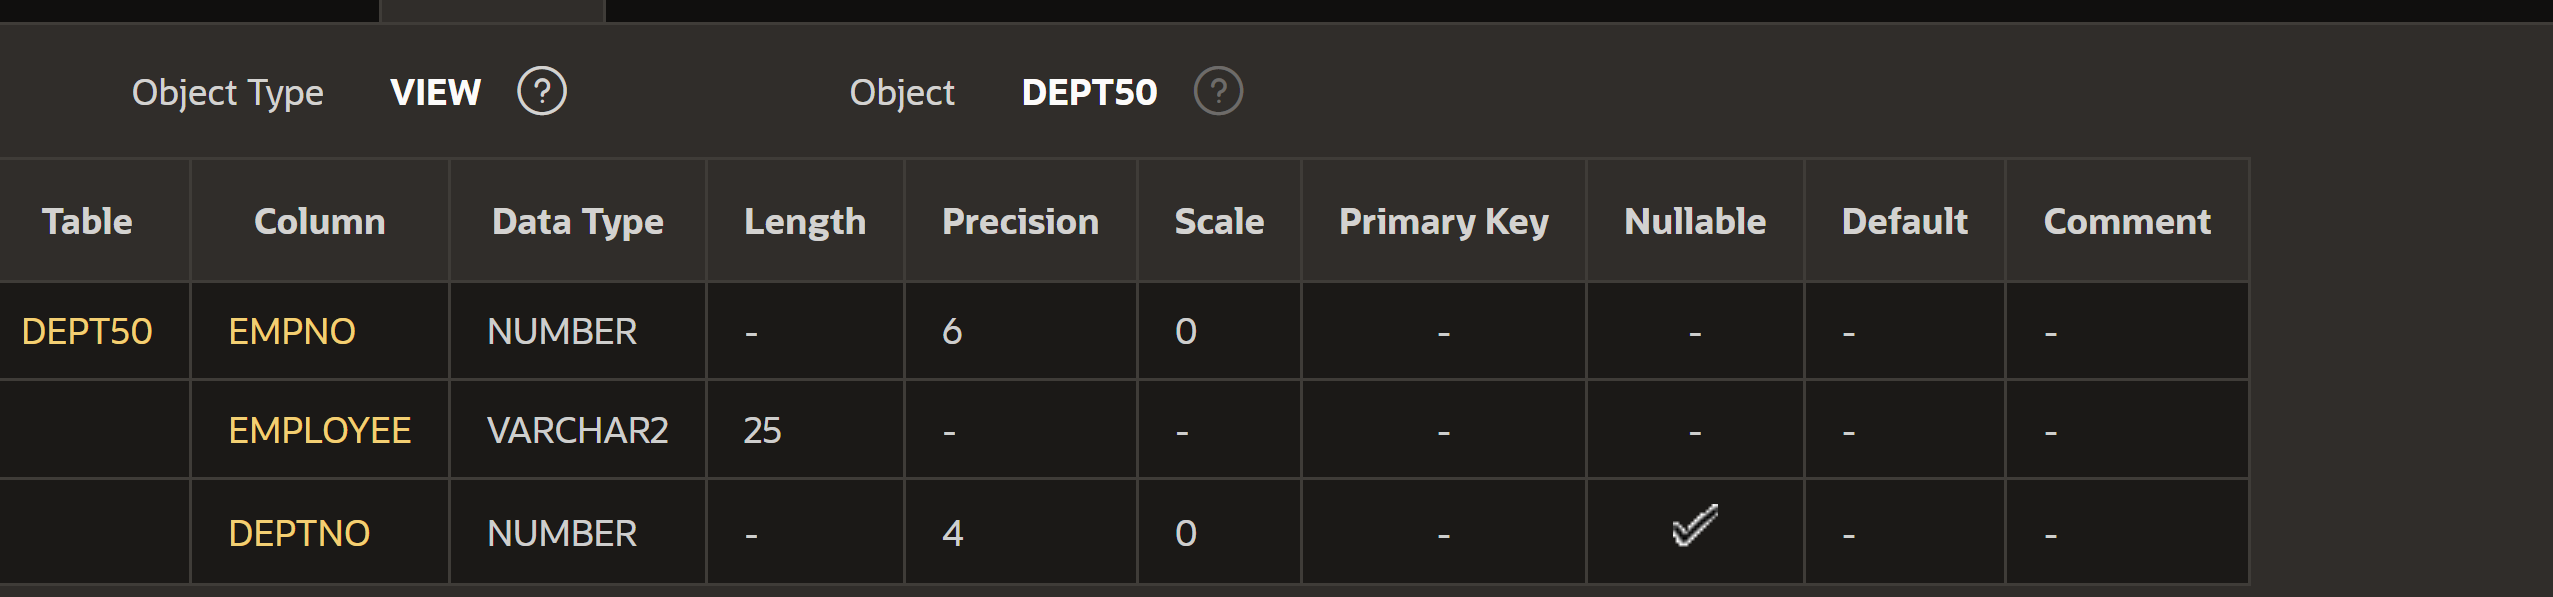 Object Type VIEW ? Object DEPT50 ?
Table Column Data Type Length Precision Scale Primary Key Nullable Default Comment
DEPT50 EMPNO NUMBER - 6 0 - - - -
EMPLOYEE VARCHAR2 25 - - - - - -
DEPTNO NUMBER - 4 0 - - -